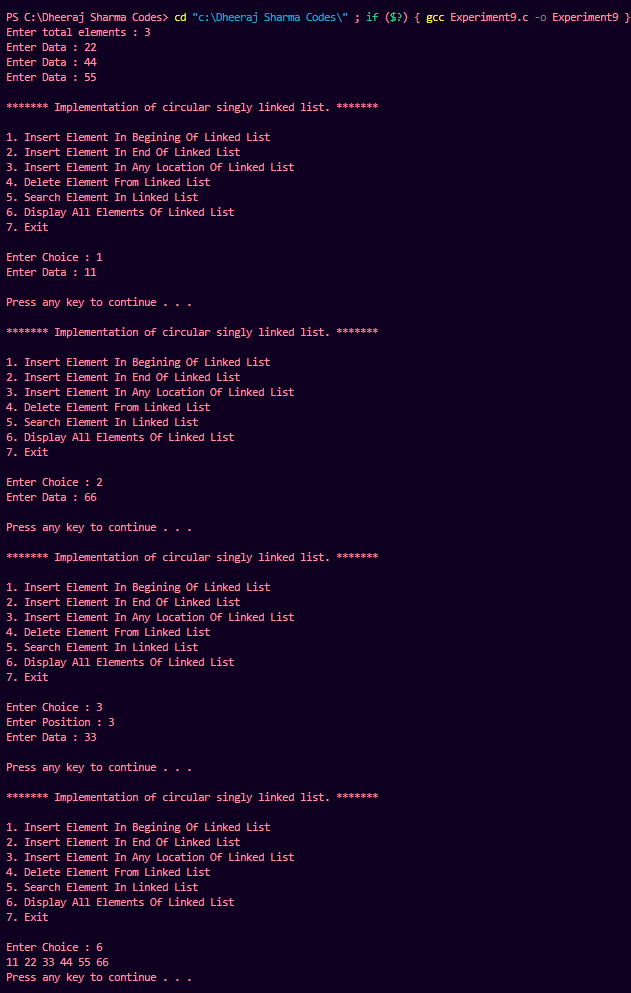 PS C:\Dheeraj Sharma Codes> cd "c:\Dheeraj Sharma Codes\" ; if ($?) { gcc Experiment9.c -o Experiment9 }
Enter total elements : 3
Enter Data : 22
Enter Data : 44
Enter Data : 55
******* Implementation of circular singly linked list. *******
1. Insert Element In Begining Of Linked List
2. Insert Element In End Of Linked List
3. Insert Element In Any Location Of Linked List
4. Delete Element From Linked List
5. Search Element In Linked List
6. Display All Elements Of Linked List
7. Exit
Enter Choice : 1
Enter Data : 11
Press any key to continue . . .
******* Implementation of circular singly linked list. *******
1. Insert Element In Begining Of Linked List
2. Insert Element In End Of Linked List
3. Insert Element In Any Location Of Linked List
4. Delete Element From Linked List
5. Search Element In Linked List
6. Display All Elements Of Linked List
7. Exit
Enter Choice : 2
Enter Data : 66
Press any key to continue . . .
******* Implementation of circular singly linked list. *******
1. Insert Element In Begining Of Linked List
2. Insert Element In End Of Linked List
3. Insert Element In Any Location Of Linked List
4. Delete Element From Linked List
5. Search Element In Linked List
6. Display All Elements Of Linked List
7. Exit
Enter Choice : 3
Enter Position : 3
Enter Data : 33
Press any key to continue . . .
******* Implementation of circular singly linked list. *******
1. Insert Element In Begining Of Linked List
2. Insert Element In End Of Linked List
3. Insert Element In Any Location Of Linked List
4. Delete Element From Linked List
5. Search Element In Linked List
6. Display All Elements Of Linked List
7. Exit
Enter Choice : 6
11 22 33 44 55 66
Press any key to continue . . .